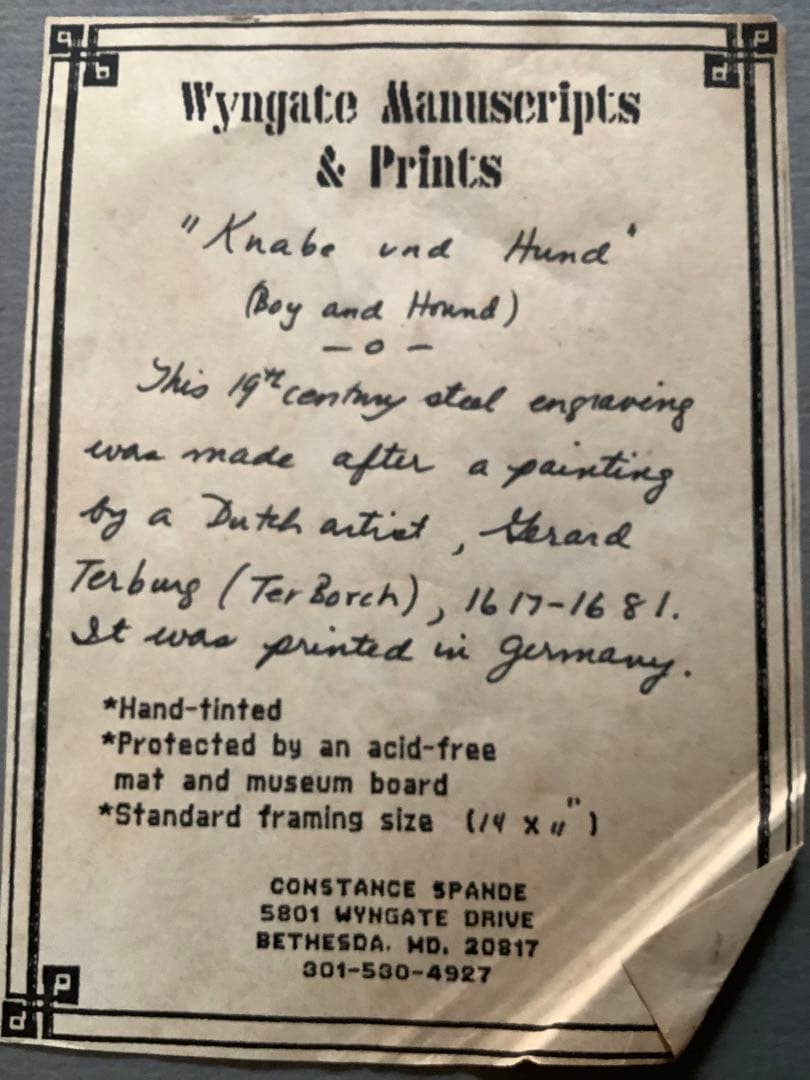 Wyngate Manuscripts
& Prints
"Knabe und Hund"
(Boy and Hound)
— o —
This 19th century steel engraving
was made after a painting
by a Dutch artist, Gerard
Terburg (Ter Borch), 1617-1681.
It was printed in Germany.
*Hand-tinted
*Protected by an acid-free
mat and museum board
*Standard framing size (14 x 11")
CONSTANCE SPANDE
5801 WYNGATE DRIVE
BETHESDA. MD. 20817
301-530-4927